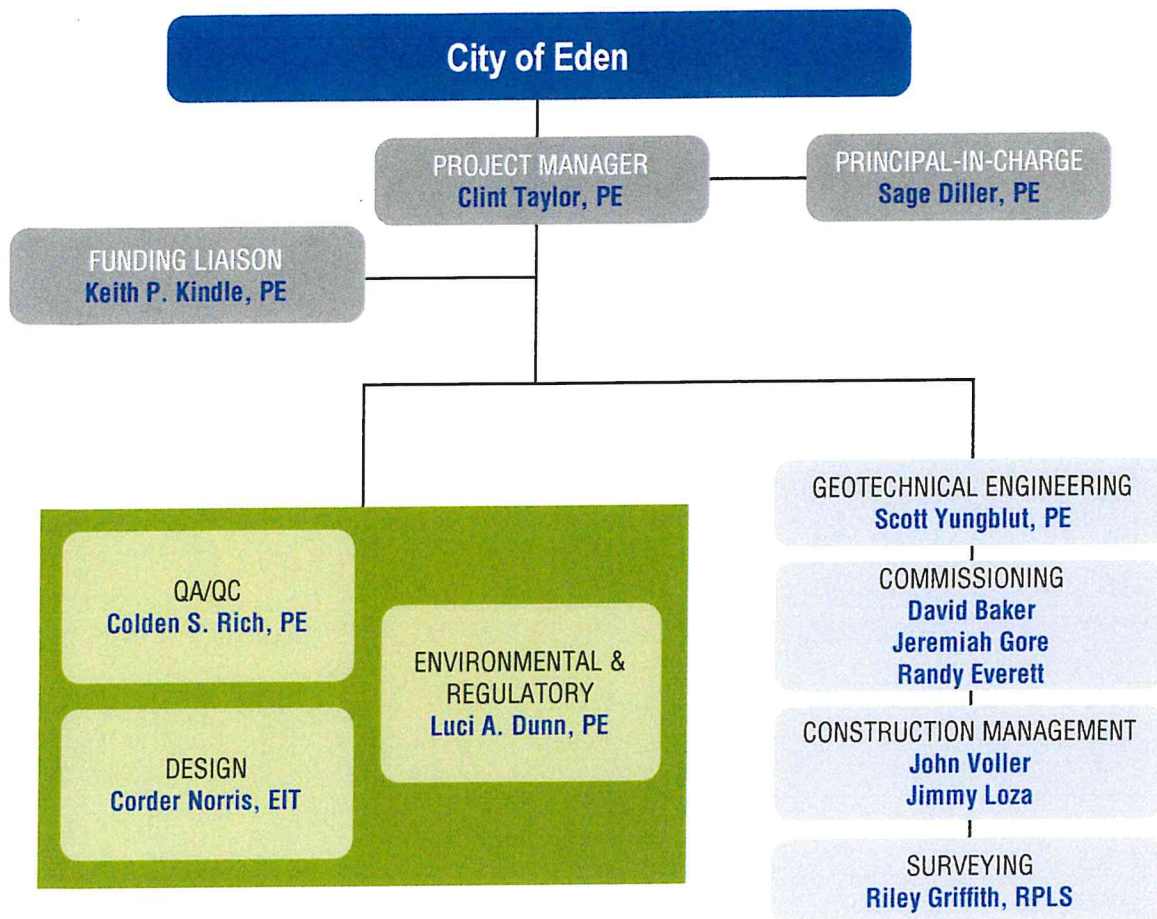 City of Eden
PROJECT MANAGER
Clint Taylor, PE
PRINCIPAL-IN-CHARGE
Sage Diller, PE
FUNDING LIAISON
Keith P. Kindle, PE
QA/QC
Colden S. Rich, PE
DESIGN
Corder Norris, EIT
ENVIRONMENTAL &
REGULATORY
Luci A. Dunn, PE
GEOTECHNICAL ENGINEERING
Scott Yungblut, PE
COMMISSIONING
David Baker
Jeremiah Gore
Randy Everett
CONSTRUCTION MANAGEMENT
John Voller
Jimmy Loza
SURVEYING
Riley Griffith, RPLS